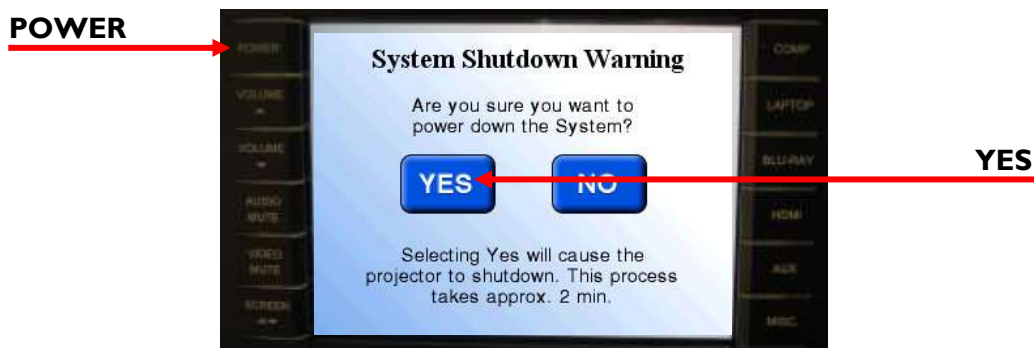 POWER
POWER
VOLUME
VOLUME
AUDIO
MUTE
VIDEO
MUTE
SCREEN
System Shutdown Warning
Are you sure you want to
power down the System?
YES
NO
Selecting Yes will cause the
projector to shutdown. This process
takes approx. 2 min.
COMP
LAPTOP
BLU-RAY
HDMI
AUX
MISC
YES